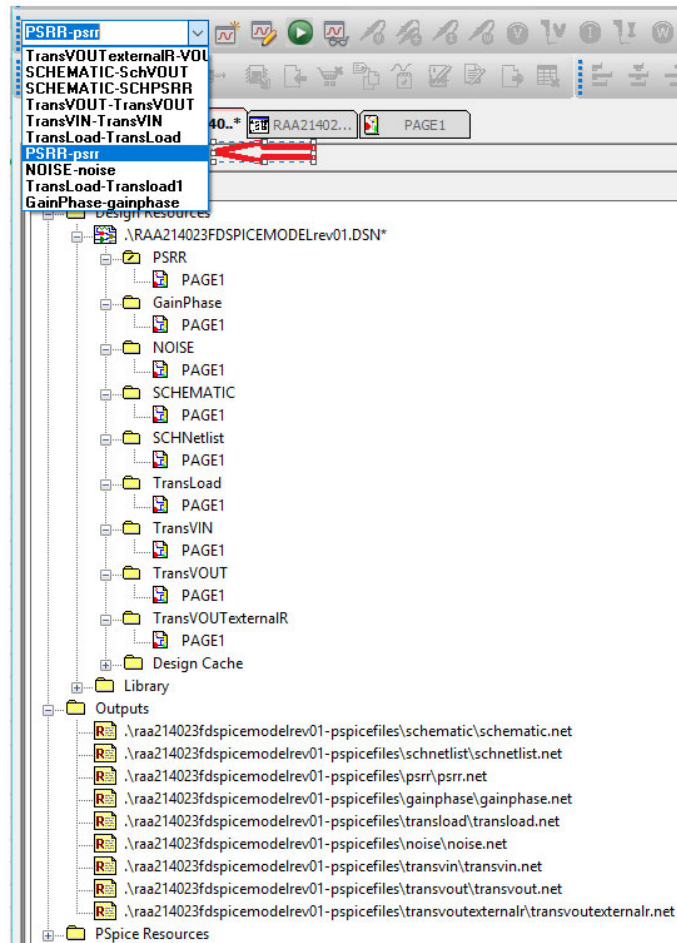 PSRR-psrr
TransVOUTexternalR-VOU
SCHEMATIC-SchVOUT
SCHEMATIC-SCHPSRR
TransVOUT-TransVOUT
TransVIN-TransVIN
TransLoad-TransLoad
PSRR-psrr
NOISE-noise
TransLoad-Transload1
GainPhase-gainphase
40..* RAA21402... PAGE1
Design Resources
.\RAA214023FDSPICEMODELrev01.DSN*
PSRR
PAGE1
GainPhase
PAGE1
NOISE
PAGE1
SCHEMATIC
PAGE1
SCHNetlist
PAGE1
TransLoad
PAGE1
TransVIN
PAGE1
TransVOUT
PAGE1
TransVOUTexternalR
PAGE1
Design Cache
Library
Outputs
.\raa214023fdspicemodelrev01-pspicefiles\schematic\schematic.net
.\raa214023fdspicemodelrev01-pspicefiles\schnetlist\schnetlist.net
.\raa214023fdspicemodelrev01-pspicefiles\psrr\psrr.net
.\raa214023fdspicemodelrev01-pspicefiles\gainphase\gainphase.net
.\raa214023fdspicemodelrev01-pspicefiles\transload\transload.net
.\raa214023fdspicemodelrev01-pspicefiles\noise\noise.net
.\raa214023fdspicemodelrev01-pspicefiles\transvin\transvin.net
.\raa214023fdspicemodelrev01-pspicefiles\transvout\transvout.net
.\raa214023fdspicemodelrev01-pspicefiles\transvoutexternalr\transvoutexternalr.net
PSpice Resources